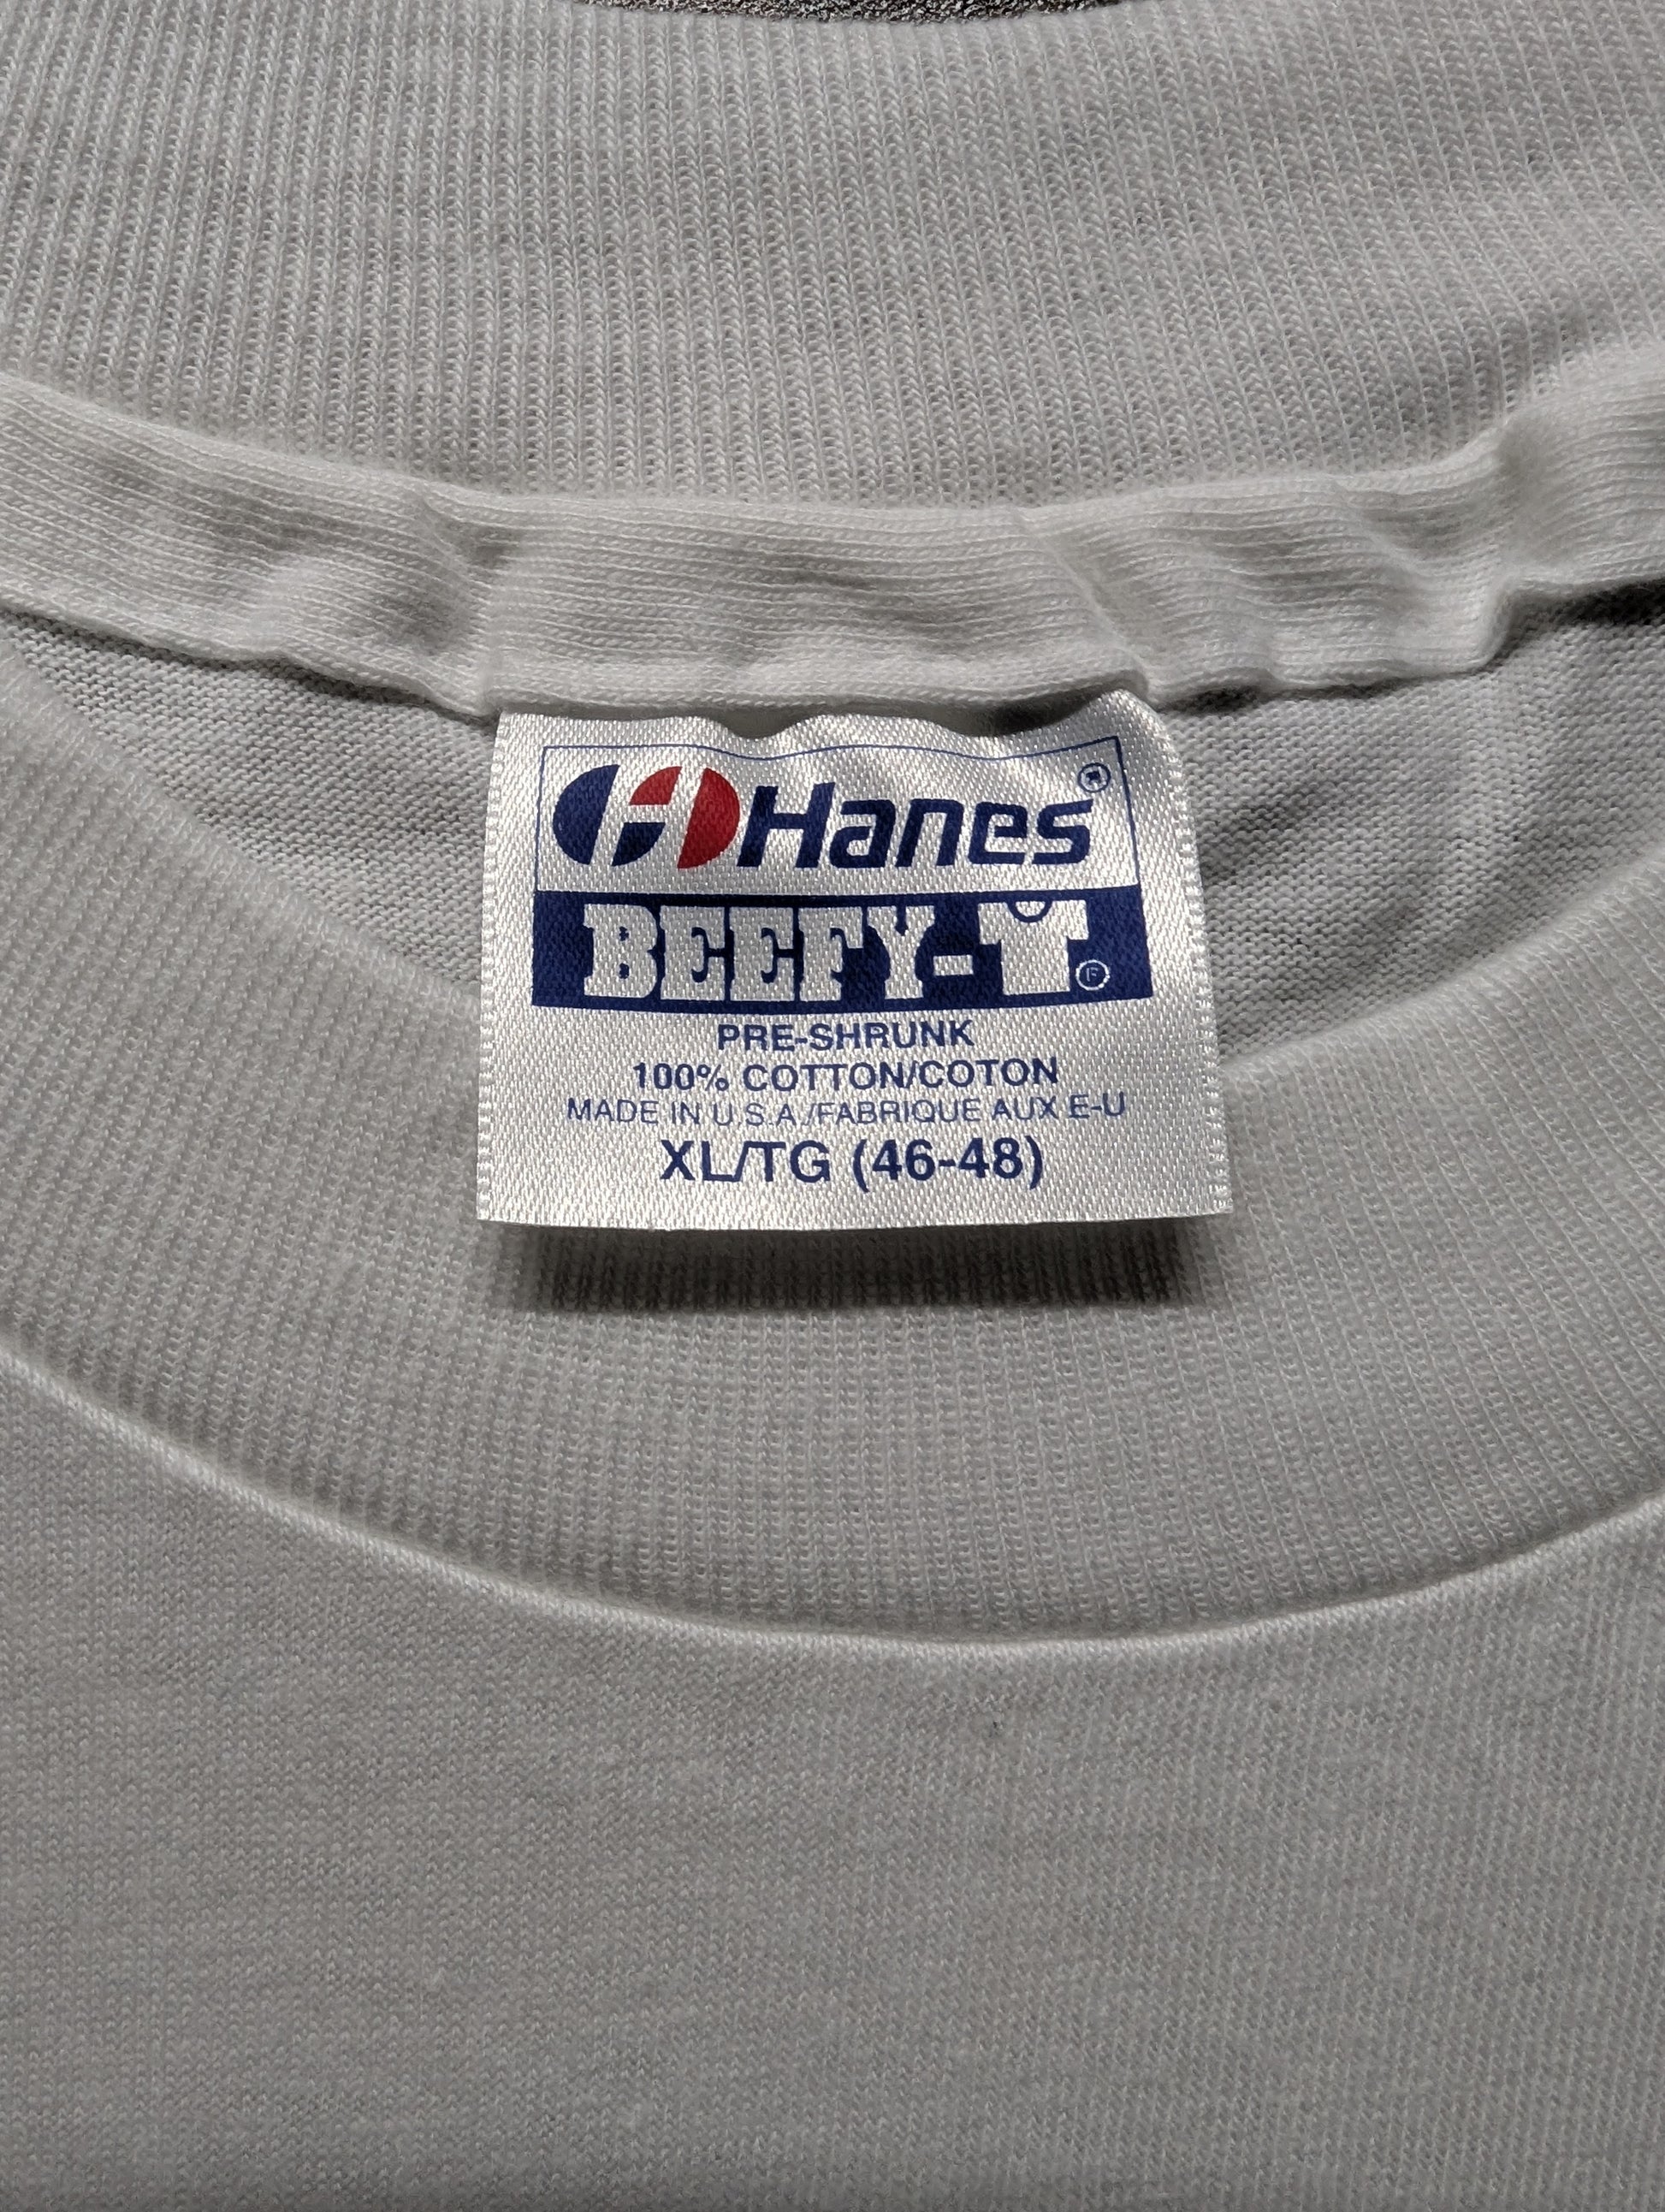 Hanes®
BEEFY-T®
PRE-SHRUNK
100% COTTON/COTON
MADE IN U.S.A./FABRIQUE AUX E-U
XL/TG (46-48)